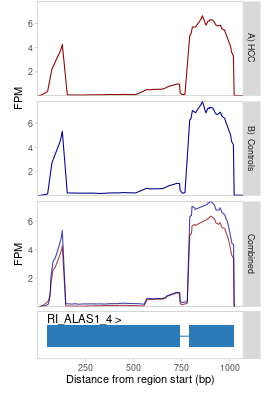 6
4
2
A) HCC
FPM
6
4
2
B) Controls
6
4
2
FPM
Combined
RI_ALAS1_4 >
250 500 750 1000
Distance from region start (bp)